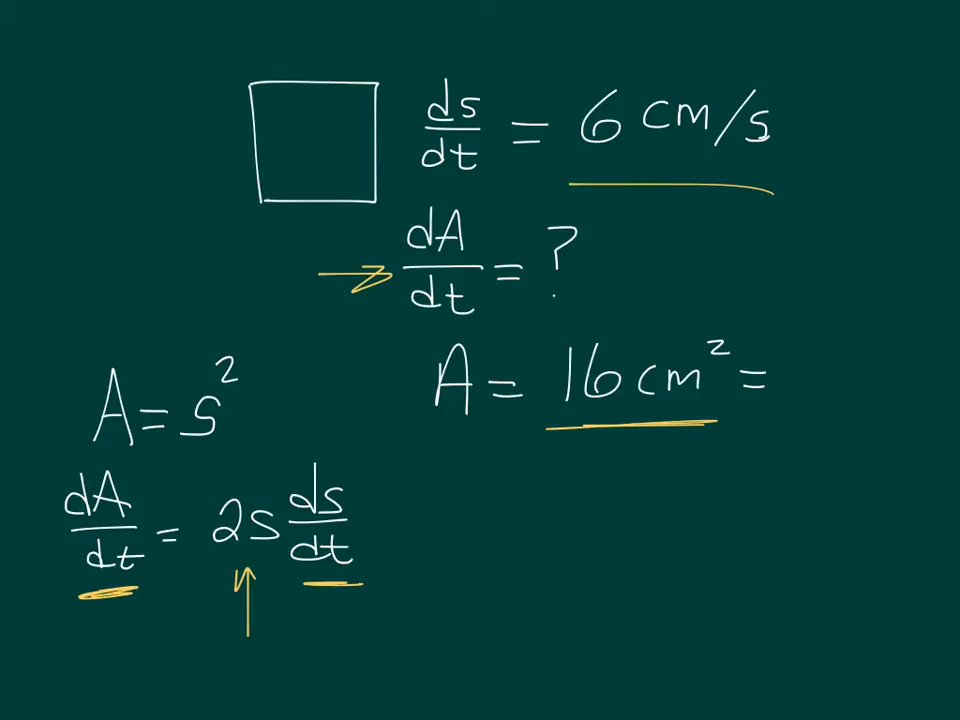 ds/dt = 6 cm/s
dA/dt = ?
A = 16 cm² =
A = s²
dA/dt = 2s ds/dt